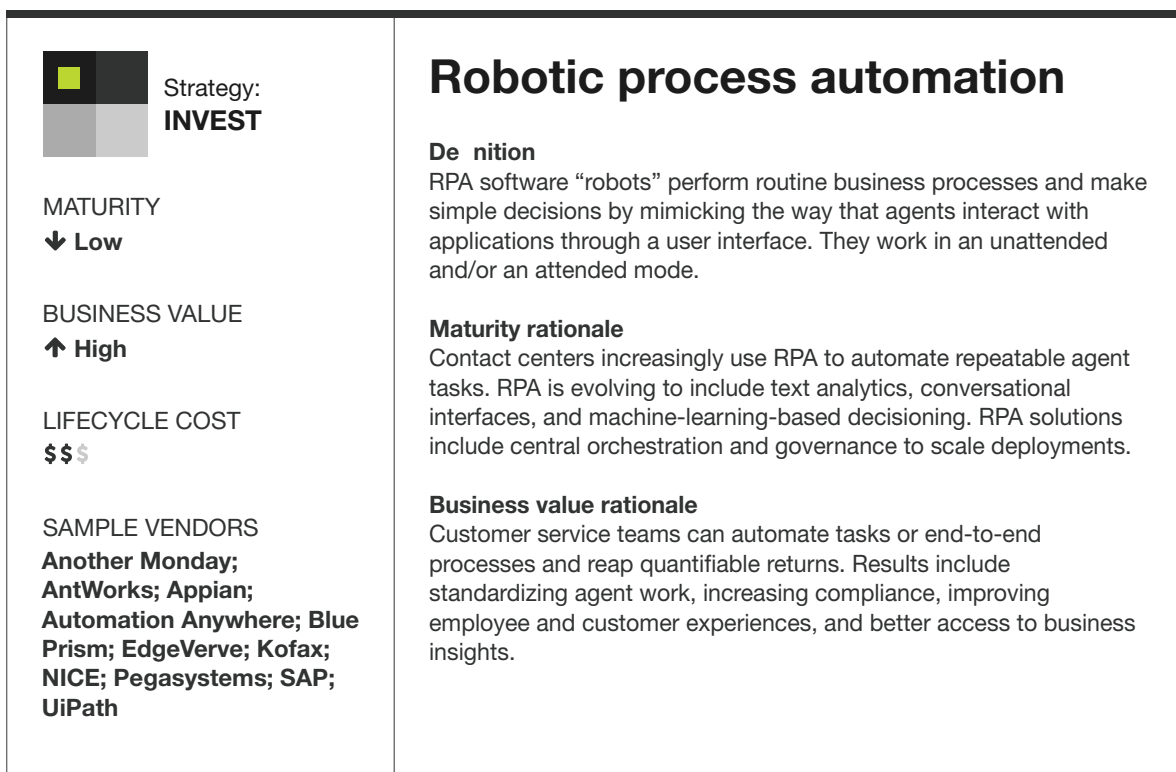 Strategy:
INVEST
MATURITY
Low
BUSINESS VALUE
High
LIFECYCLE COST
$$$
SAMPLE VENDORS
Another Monday;
AntWorks; Appian;
Automation Anywhere; Blue
Prism; EdgeVerve; Kofax;
NICE; Pegasystems; SAP;
UiPath
Robotic process automation
De nition
RPA software “robots” perform routine business processes and make
simple decisions by mimicking the way that agents interact with
applications through a user interface. They work in an unattended
and/or an attended mode.
Maturity rationale
Contact centers increasingly use RPA to automate repeatable agent
tasks. RPA is evolving to include text analytics, conversational
interfaces, and machine-learning-based decisioning. RPA solutions
include central orchestration and governance to scale deployments.
Business value rationale
Customer service teams can automate tasks or end-to-end
processes and reap quantifiable returns. Results include
standardizing agent work, increasing compliance, improving
employee and customer experiences, and better access to business
insights.